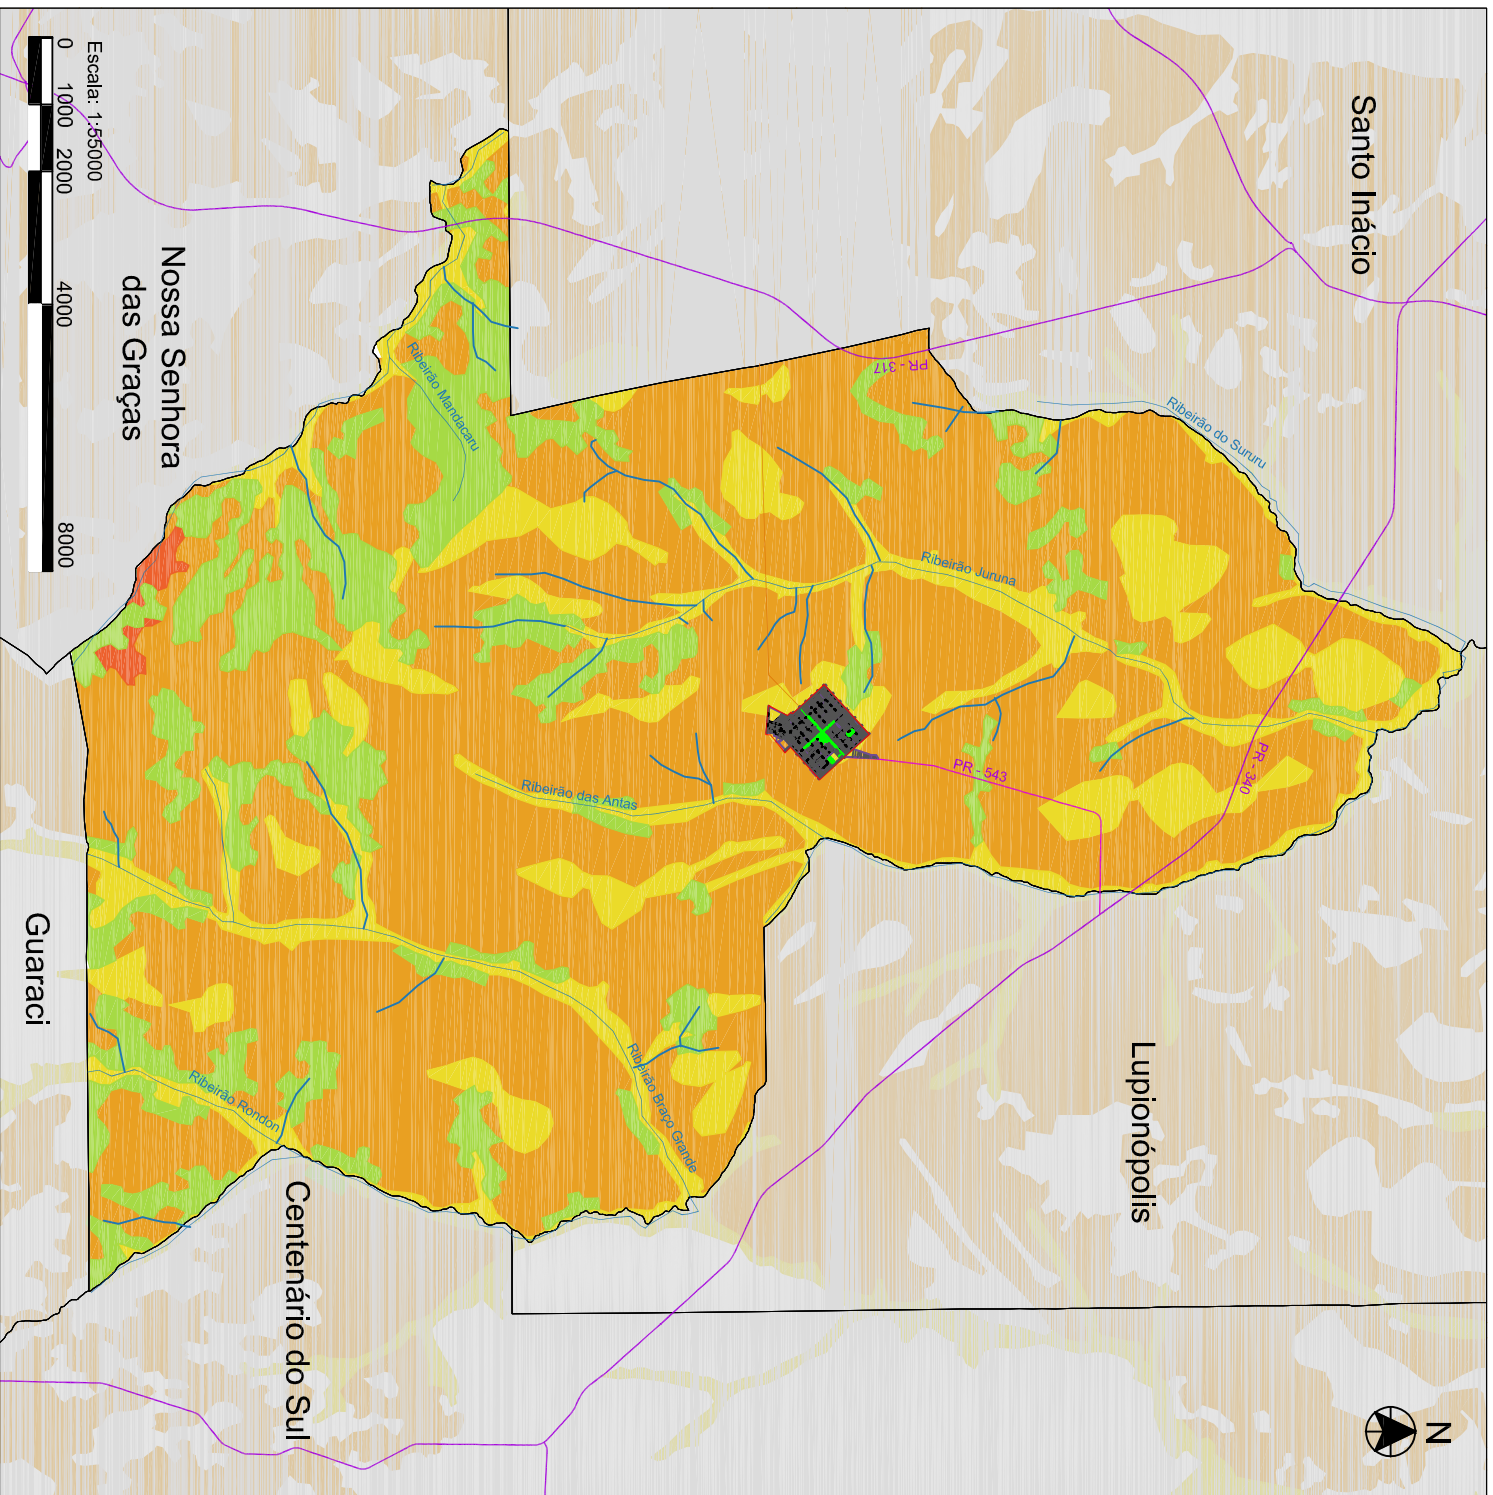 Santo Inácio
Ribeirão do Sururu
PR - 317
Ribeirão Juruna
PR - 340
PR - 543
Lupionópolis
N
Ribeirão Mandacaru
Ribeirão das Antas
Ribeirão Braço Grande
Ribeirão Rondon
Nossa Senhora
das Graças
Guaraci
Centenário do Sul
Escala: 1:55000
0 1000 2000 4000 8000